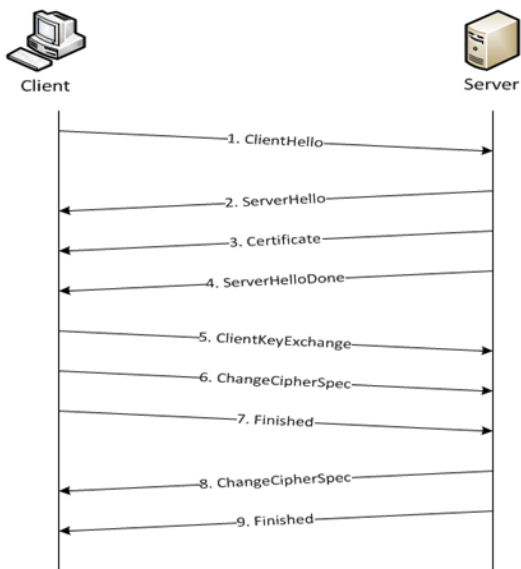 Client
Server
1. ClientHello
2. ServerHello
3. Certificate
4. ServerHelloDone
5. ClientKeyExchange
6. ChangeCipherSpec
7. Finished
8. ChangeCipherSpec
9. Finished